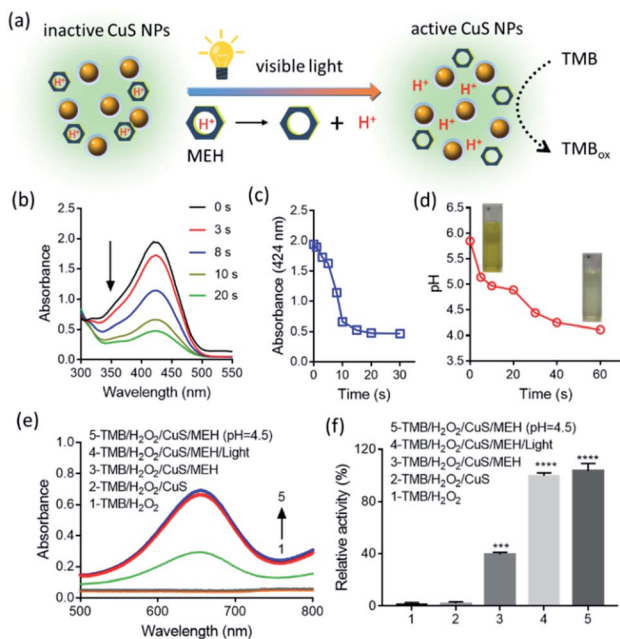 (a)
inactive CuS NPs
active CuS NPs
visible light
H⁺ H⁺ H⁺ H⁺
H⁺ → + H⁺
MEH
H⁺ H⁺ H⁺ H⁺ H⁺
TMB
TMBₒₓ
(b)
Absorbance
2.5
2.0
1.5
1.0
0.5
0.0
300 350 400 450 500 550
Wavelength (nm)
0 s
3 s
8 s
10 s
20 s
(c)
Absorbance (424 nm)
2.5
2.0
1.5
1.0
0.5
0.0
0 10 20 30
Time (s)
(d)
pH
6.5
6.0
5.5
5.0
4.5
4.0
3.5
0 20 40 60
Time (s)
(e)
5-TMB/H₂O₂/CuS/MEH (pH=4.5)
4-TMB/H₂O₂/CuS/MEH/Light
3-TMB/H₂O₂/CuS/MEH
2-TMB/H₂O₂/CuS
1-TMB/H₂O₂
Absorbance
1.0
0.8
0.6
0.4
0.2
0.0
5
1
500 600 700 800
Wavelength (nm)
(f)
5-TMB/H₂O₂/CuS/MEH (pH=4.5)
4-TMB/H₂O₂/CuS/MEH/Light
3-TMB/H₂O₂/CuS/MEH
2-TMB/H₂O₂/CuS
1-TMB/H₂O₂
Relative activity (%)
120
80
40
0
***
****
****
1 2 3 4 5